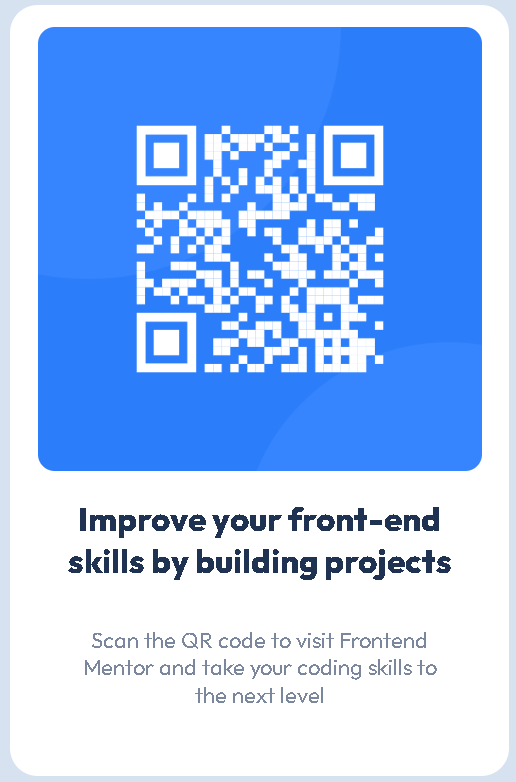 Improve your front-end
skills by building projects
Scan the QR code to visit Frontend
Mentor and take your coding skills to
the next level